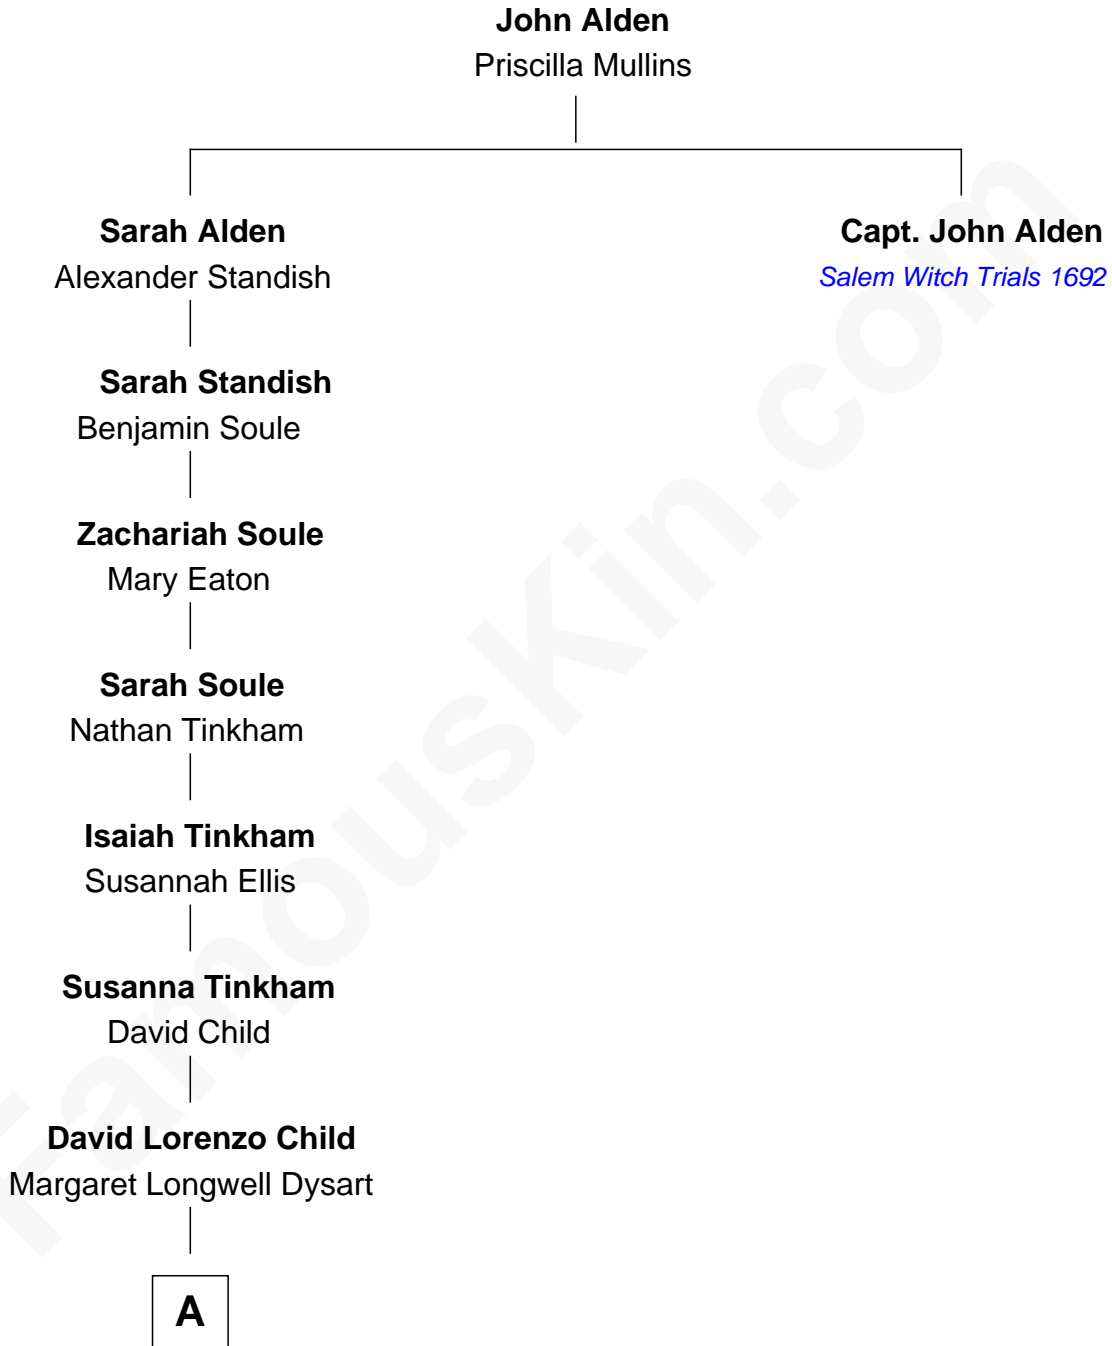 John Alden
Priscilla Mullins
Sarah Alden
Alexander Standish
Capt. John Alden
Salem Witch Trials 1692
Sarah Standish
Benjamin Soule
Zachariah Soule
Mary Eaton
Sarah Soule
Nathan Tinkham
Isaiah Tinkham
Susannah Ellis
Susanna Tinkham
David Child
David Lorenzo Child
Margaret Longwell Dysart
A
FamousKin.com